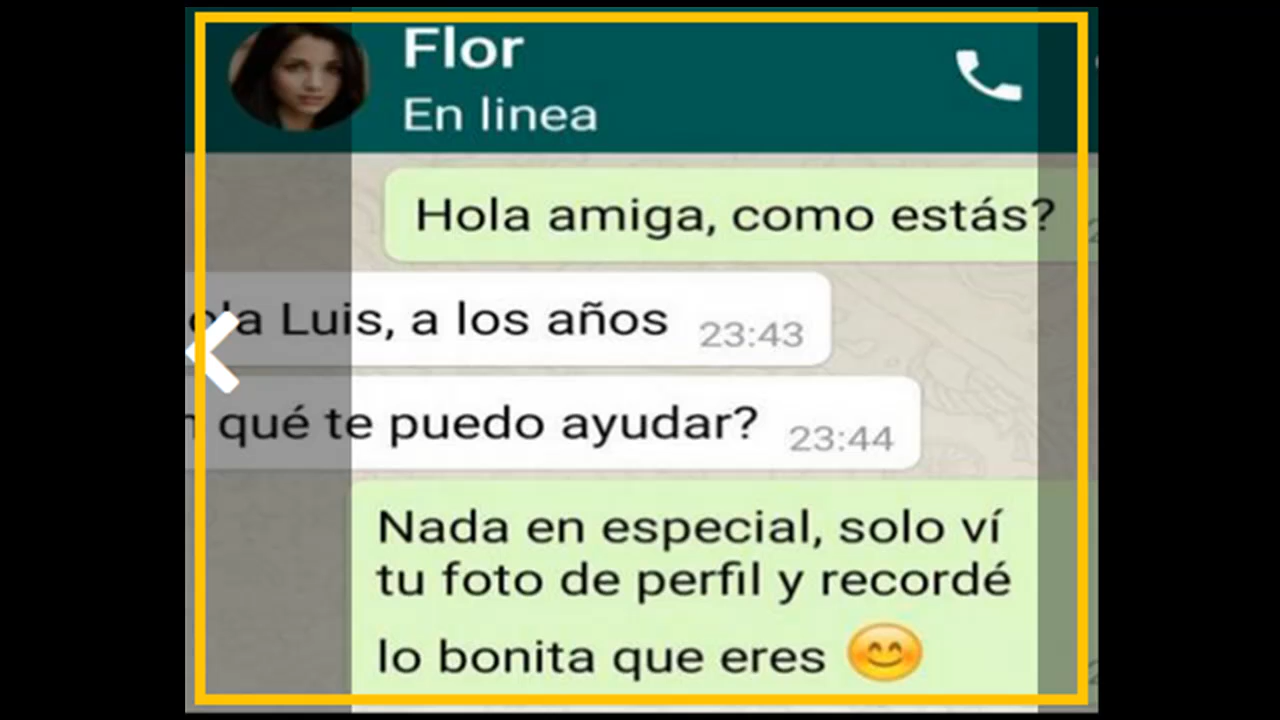 Flor
En linea
Hola amiga, como estás?
ola Luis, a los años 23:43
qué te puedo ayudar? 23:44
Nada en especial, solo ví
tu foto de perfil y recordé
lo bonita que eres 😊